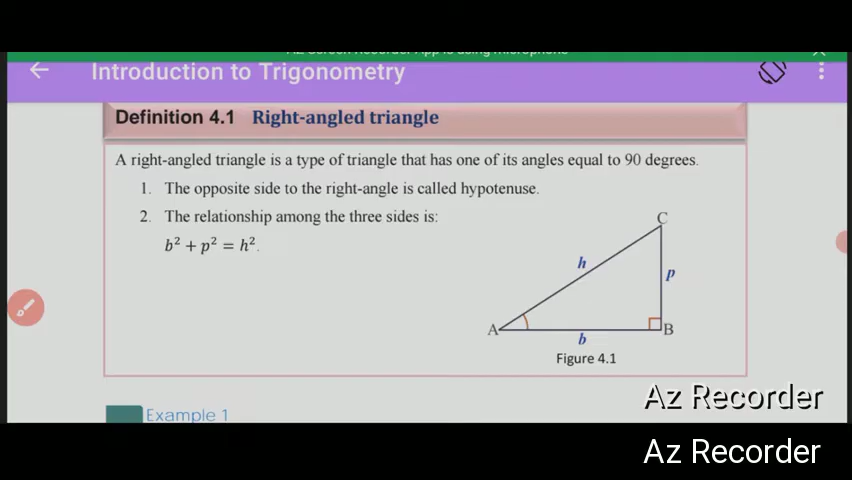 Introduction to Trigonometry
Definition 4.1 Right-angled triangle
A right-angled triangle is a type of triangle that has one of its angles equal to 90 degrees.
1. The opposite side to the right-angle is called hypotenuse.
2. The relationship among the three sides is:
b² + p² = h².
C
h
p
A
B
b
Figure 4.1
Example 1
Az Recorder
Az Recorder